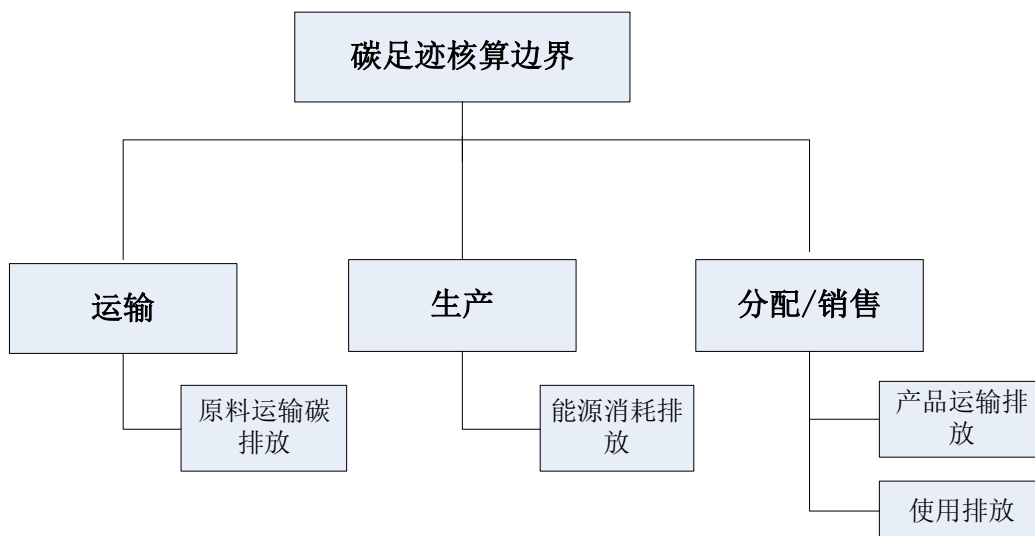 碳足迹核算边界
运输
生产
分配/销售
原料运输碳
排放
能源消耗排
放
产品运输排
放
使用排放